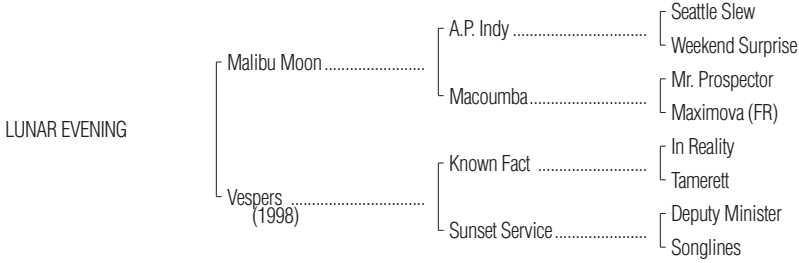 Seattle Slew
A.P. Indy
Weekend Surprise
Malibu Moon
Mr. Prospector
Macoumba
Maximova (FR)
LUNAR EVENING
In Reality
Known Fact
Tamerett
Vespers
(1998)
Deputy Minister
Sunset Service
Songlines